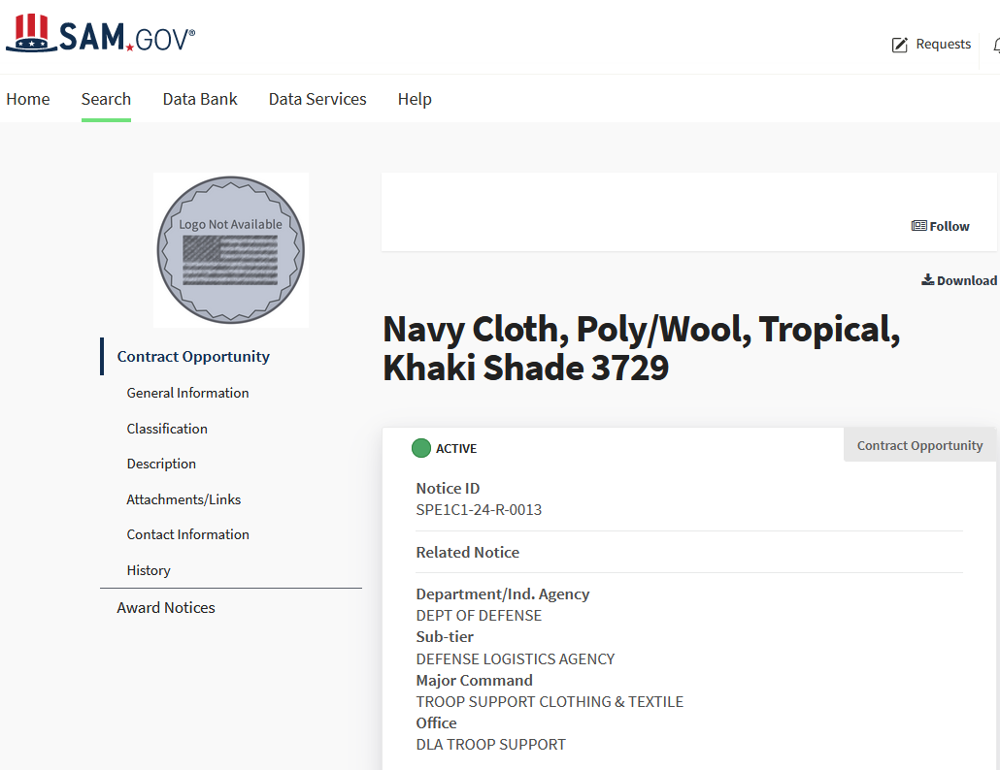 SAM.GOV®
Requests
Home Search Data Bank Data Services Help
Logo Not Available
Follow
Download
Navy Cloth, Poly/Wool, Tropical,
Khaki Shade 3729
Contract Opportunity
General Information
Classification
Description
Attachments/Links
Contact Information
History
Award Notices
ACTIVE
Contract Opportunity
Notice ID
SPE1C1-24-R-0013
Related Notice
Department/Ind. Agency
DEPT OF DEFENSE
Sub-tier
DEFENSE LOGISTICS AGENCY
Major Command
TROOP SUPPORT CLOTHING & TEXTILE
Office
DLA TROOP SUPPORT